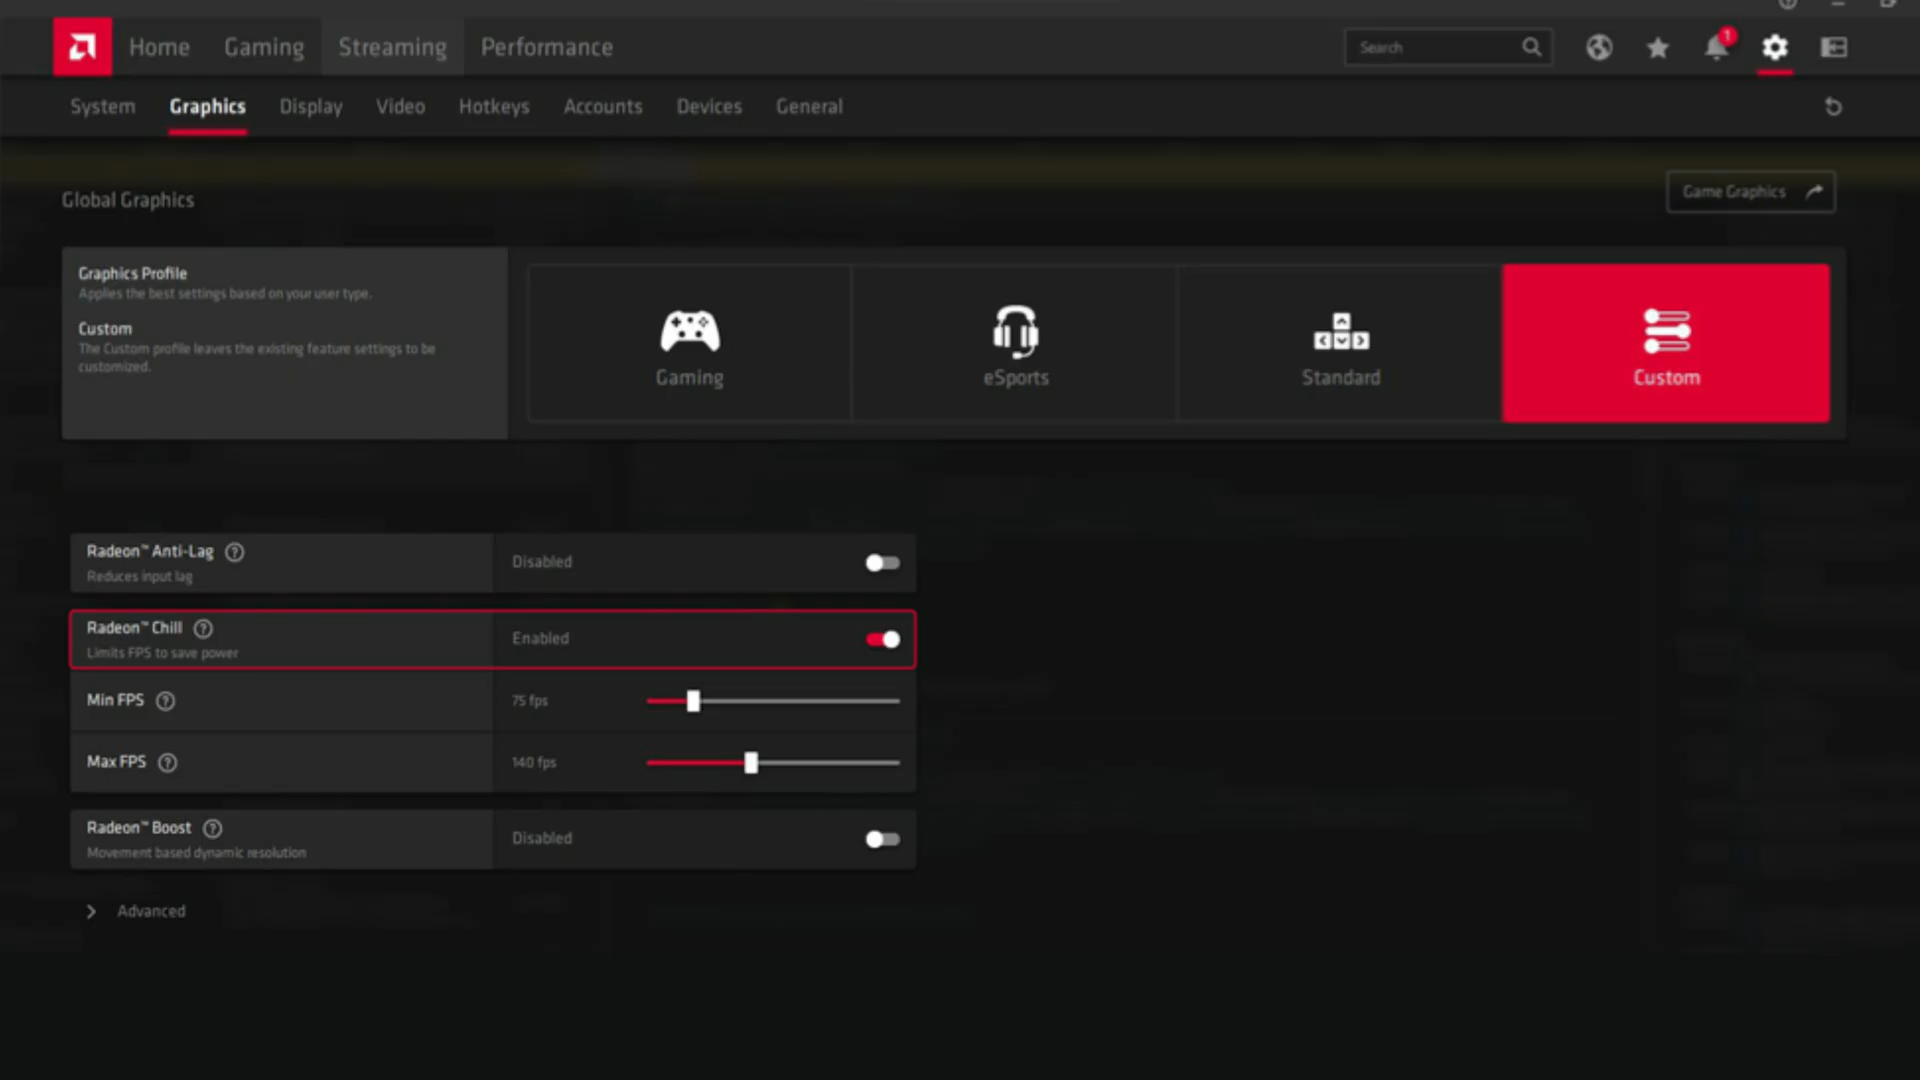 Home Gaming Streaming Performance Search 1
System Graphics Display Video Hotkeys Accounts Devices General
Global Graphics
Game Graphics
Graphics Profile
Applies the best settings based on your user type.
Custom
The Custom profile leaves the existing feature settings to be
customized.
Gaming
eSports
Standard
Custom
Radeon™ Anti-Lag ?
Reduces input lag
Disabled
Radeon™ Chill ?
Limits FPS to save power
Enabled
Min FPS ?
75 fps
Max FPS ?
140 fps
Radeon™ Boost ?
Movement based dynamic resolution
Disabled
Advanced